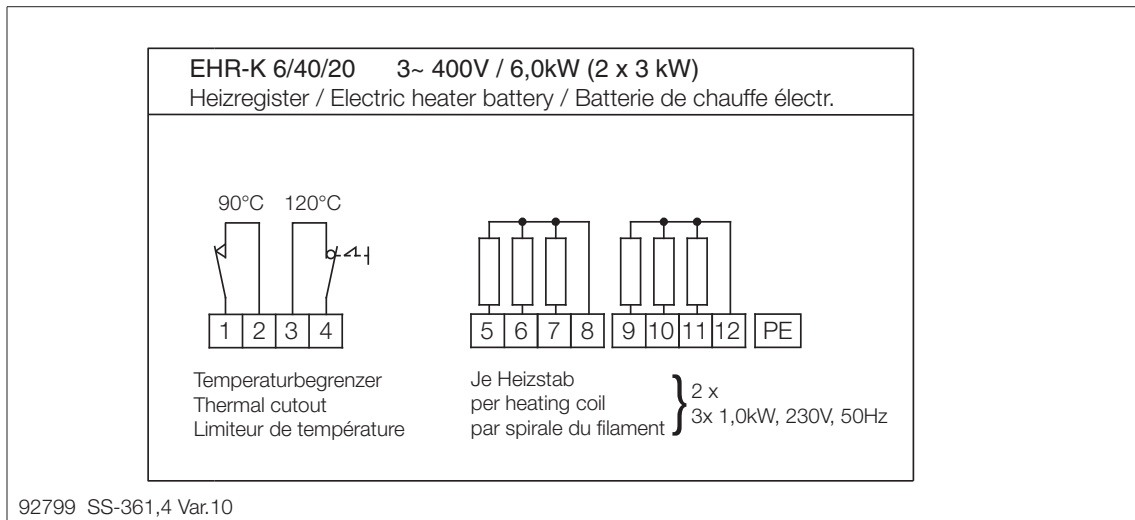 EHR-K 6/40/20 3~ 400V / 6,0kW (2 x 3 kW)
Heizregister / Electric heater battery / Batterie de chauffe électr.
90°C 120°C
1 2 3 4 5 6 7 8 9 10 11 12 PE
Temperaturbegrenzer
Thermal cutout
Limiteur de température
Je Heizstab
per heating coil
par spirale du filament
2 x
3x 1,0kW, 230V, 50Hz
92799 SS-361,4 Var.10